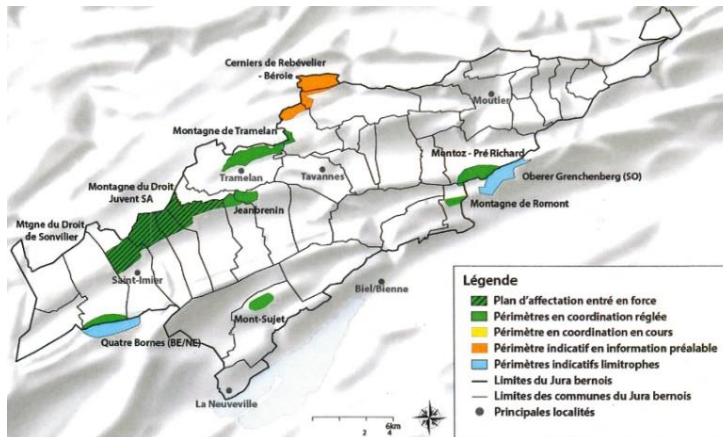 Cerniers de Rebévelier
- Béroie
Moutier
Montagne de Tramelan
Montoz - Pré Richard
Tramelan
Tavannes
Oberer Grenchenberg (SO)
Montagne du Droit
Juvent SA
Jeanbrenin
Montagne de Romont
Mtgne du Droit
de Sonvilier
Saint-Imier
Biel/Bienne
Mont-Sujet
Quatre Bornes (BE/NE)
La Neuveville
6km
2 4
Légende
Plan d'affectation entré en force
Périmètres en coordination réglée
Périmètre en coordination en cours
Périmètre indicatif en information préalable
Périmètres indicatifs limitrophes
Limites du Jura bernois
Limites des communes du Jura bernois
Principales localités